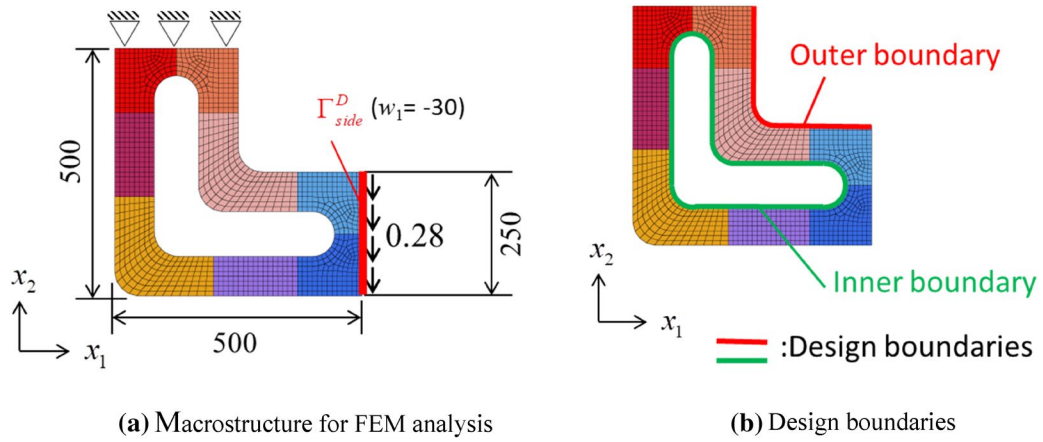 500
Γ^D_side (w₁= -30)
0.28
250
500
x₂
x₁
(a) Macrostructure for FEM analysis
Outer boundary
Inner boundary
x₂
x₁
:Design boundaries
(b) Design boundaries